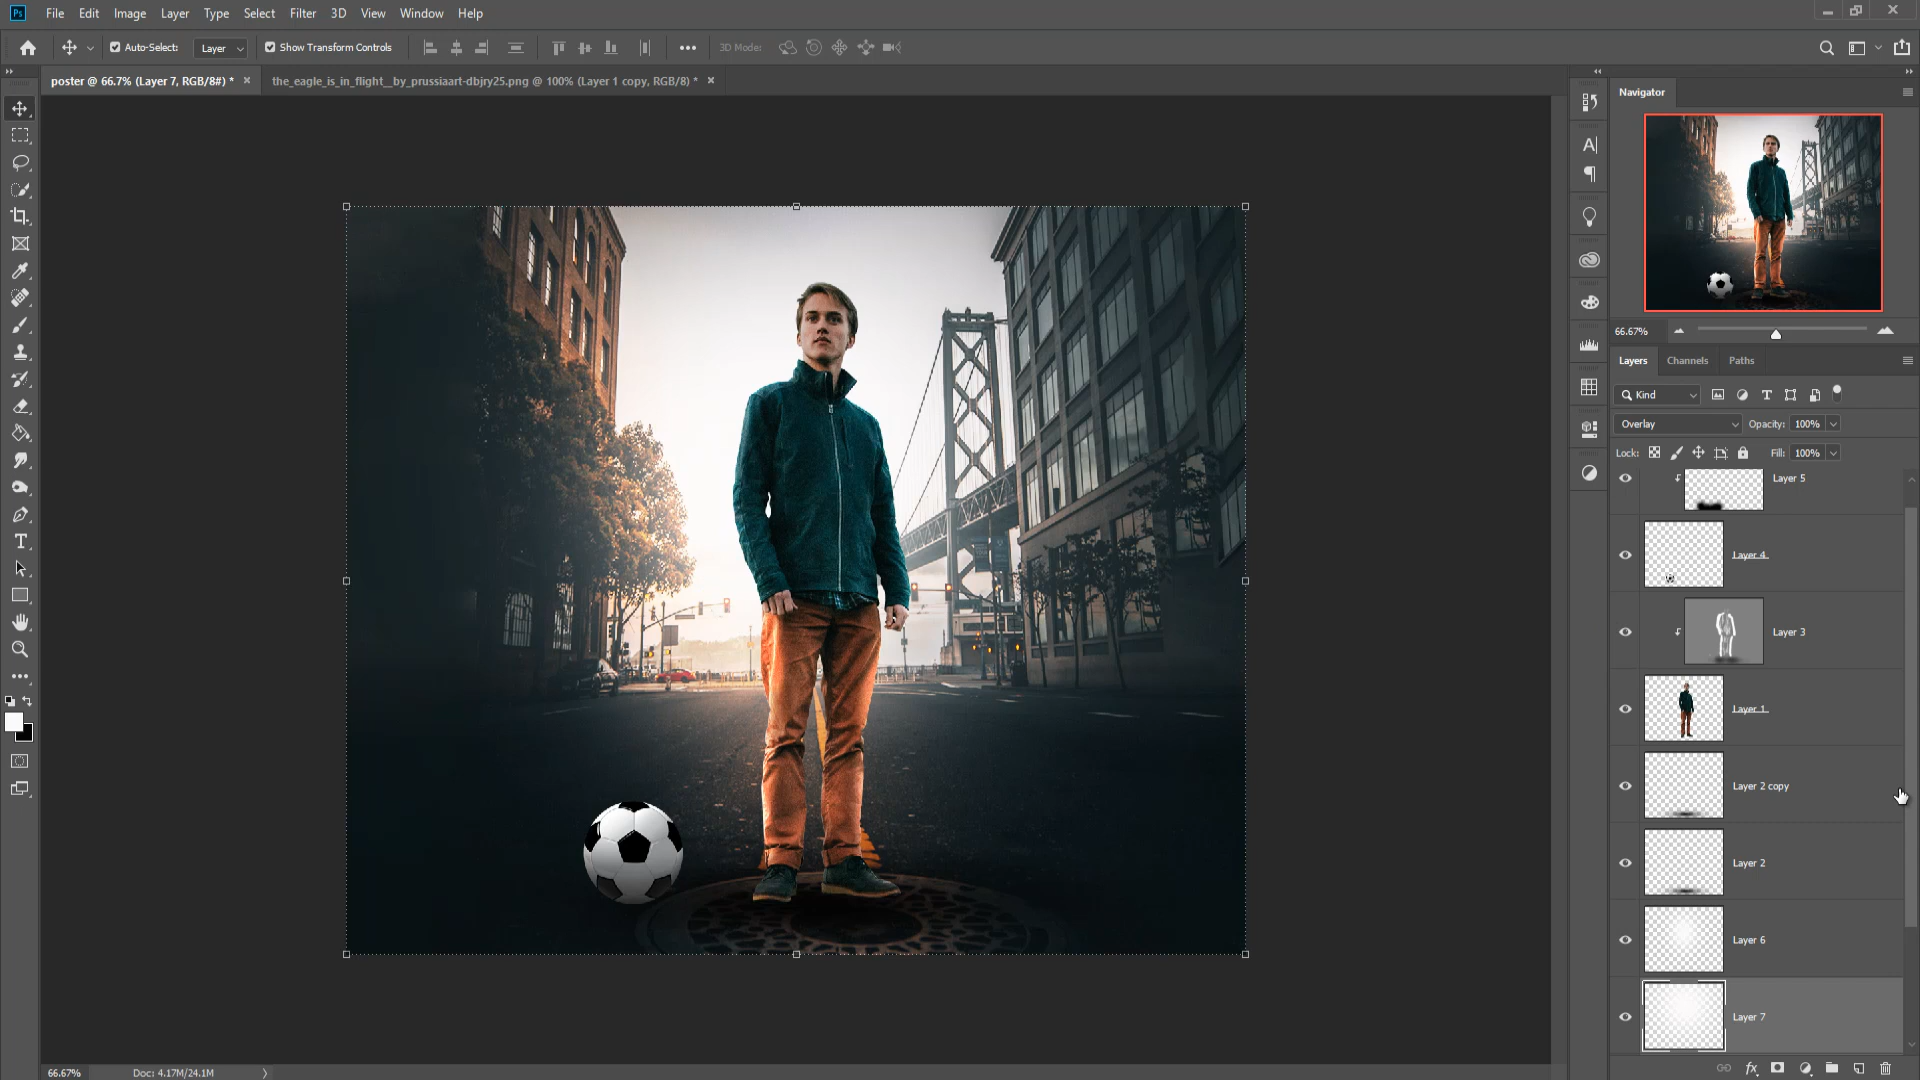 Ps File Edit Image Layer Type Select Filter 3D View Window Help
Auto-Select: Layer Show Transform Controls 3D Mode:
poster @ 66.7% (Layer 7, RGB/8#) * the_eagle_is_in_flight__by_prussiaart-dbjry25.png @ 100% (Layer 1 copy, RGB/8) *
Navigator
66.67%
Layers Channels Paths
Kind
Overlay Opacity: 100%
Lock: Fill: 100%
Layer 5
Layer 4
Layer 3
Layer 1
Layer 2 copy
Layer 2
Layer 6
Layer 7
66.67% Doc: 4.17M/24.1M